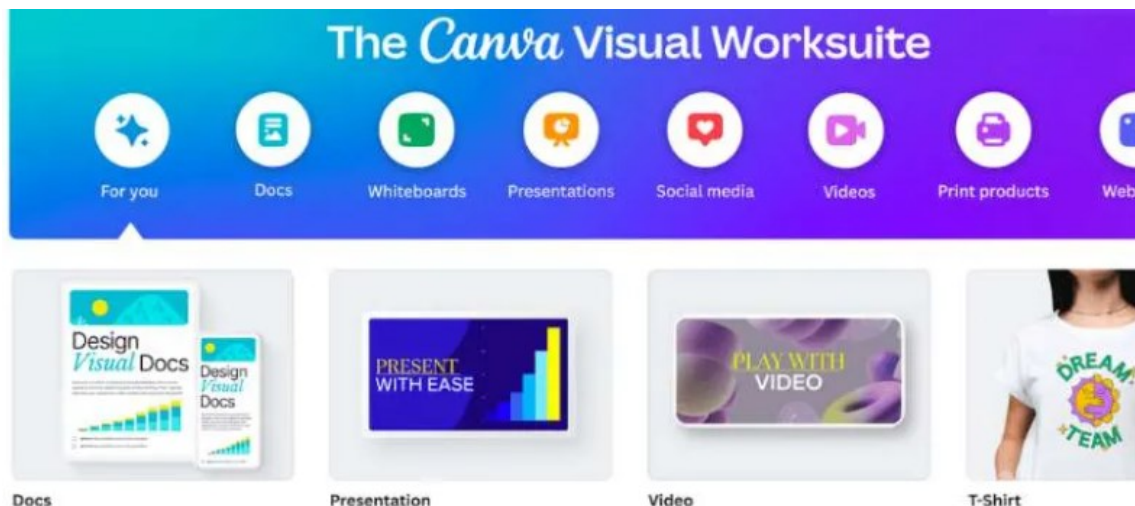 The Canva Visual Worksuite
For you
Docs
Whiteboards
Presentations
Social media
Videos
Print products
Web
Design
Visual Docs
Design
Visual
Docs
PRESENT
WITH EASE
PLAY WITH
VIDEO
DREAM
TEAM
Docs
Presentation
Video
T-Shirt